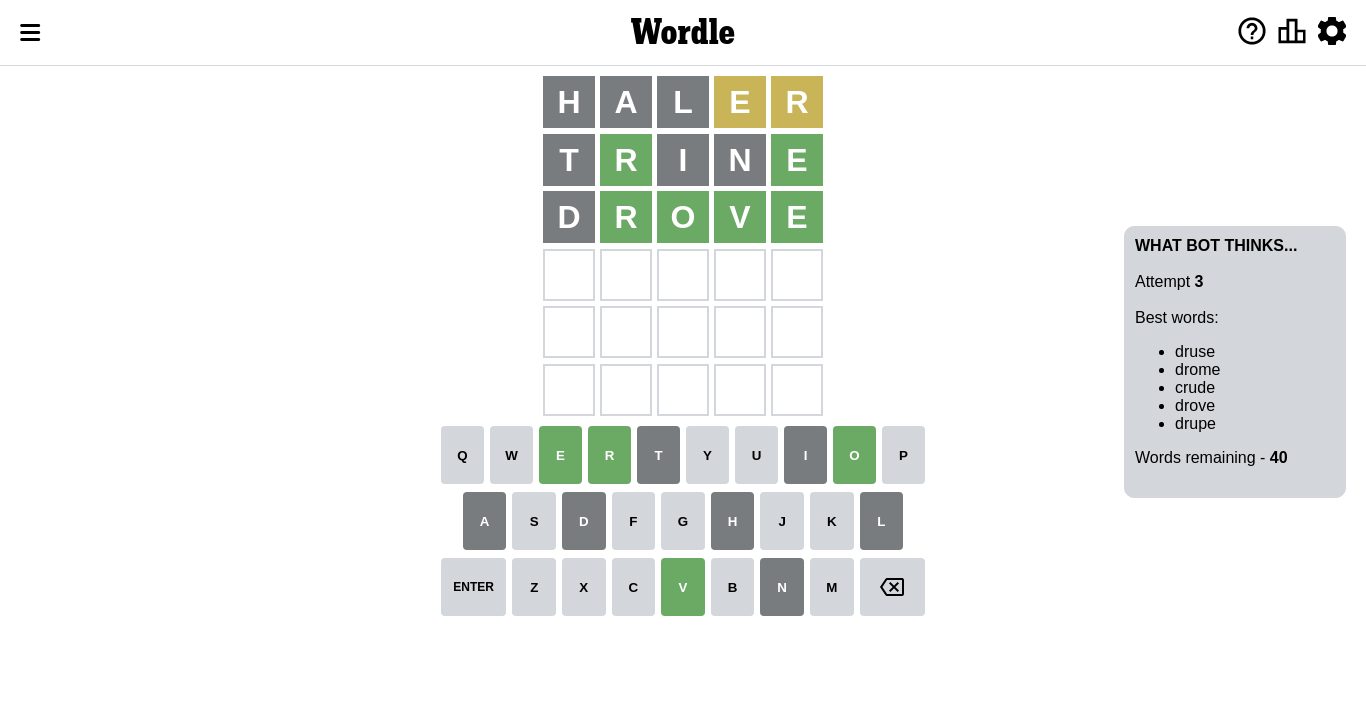 Wordle
H A L E R
T R I N E
D R O V E
WHAT BOT THINKS...
Attempt 3
Best words:
druse
drome
crude
drove
drupe
Words remaining - 40
Q W E R T Y U I O P
A S D F G H J K L
ENTER Z X C V B N M